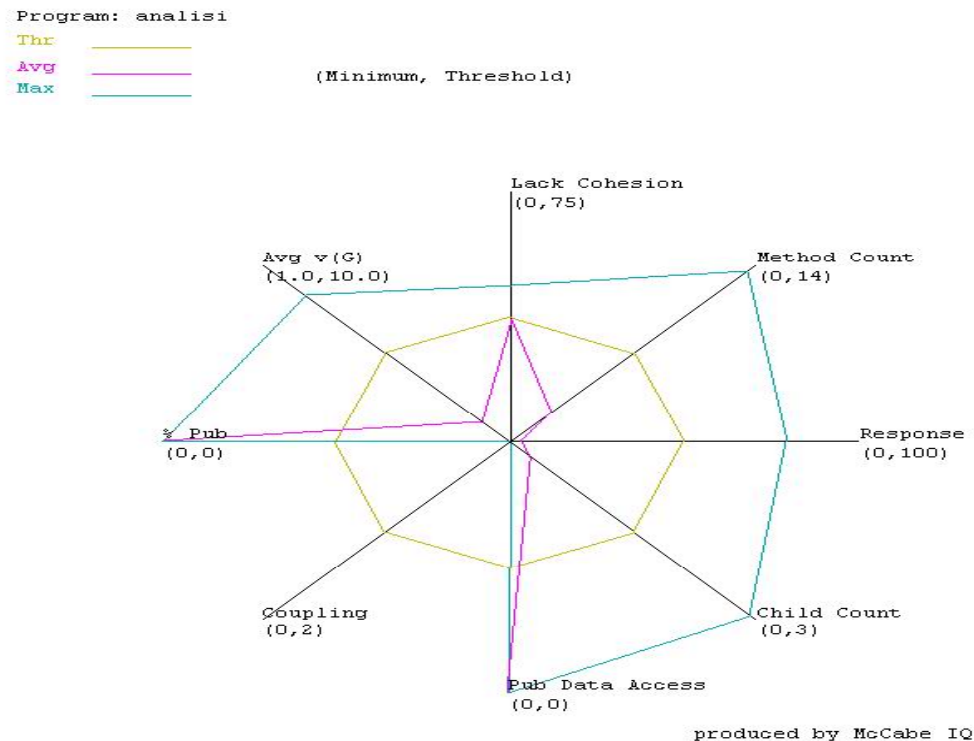 Program: analisi
Thr
Avg
Max
(Minimum, Threshold)
Lack Cohesion
(0,75)
Avg v(G)
(1.0,10.0)
Method Count
(0,14)
% Pub
(0,0)
Response
(0,100)
Coupling
(0,2)
Child Count
(0,3)
Pub Data Access
(0,0)
produced by McCabe IQ